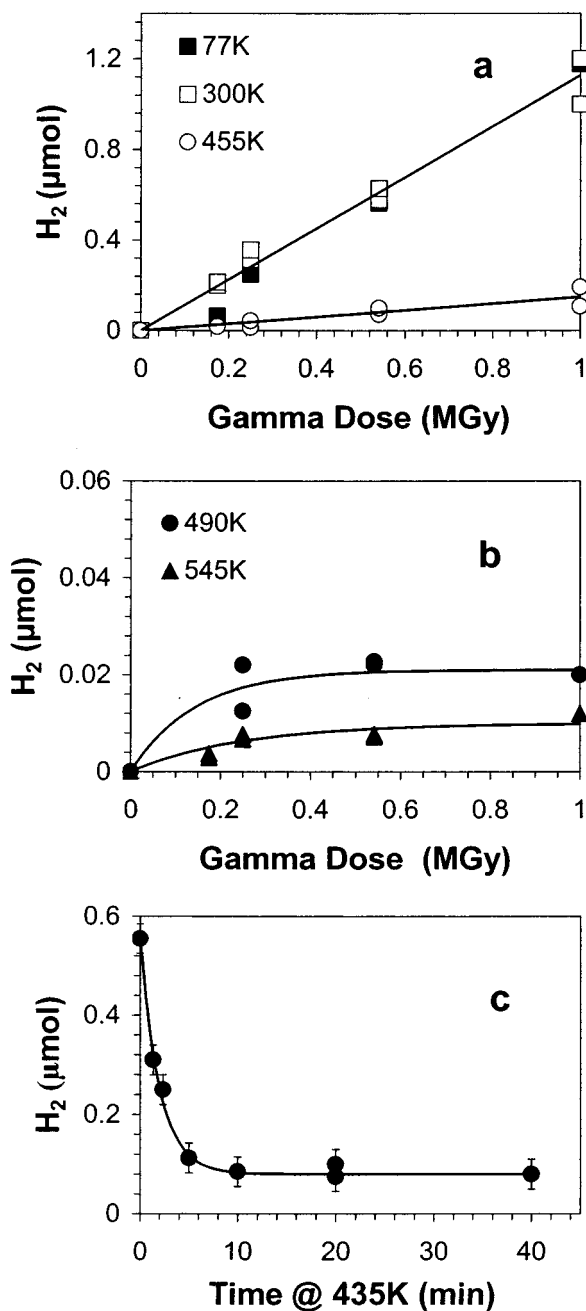 a
77K
300K
455K
1.2
0.8
0.4
0
H₂ (µmol)
0 0.2 0.4 0.6 0.8 1
Gamma Dose (MGy)
b
490K
545K
0.06
0.04
0.02
0
H₂ (µmol)
0 0.2 0.4 0.6 0.8 1
Gamma Dose (MGy)
c
0.6
0.4
0.2
0
H₂ (µmol)
0 10 20 30 40
Time @ 435K (min)